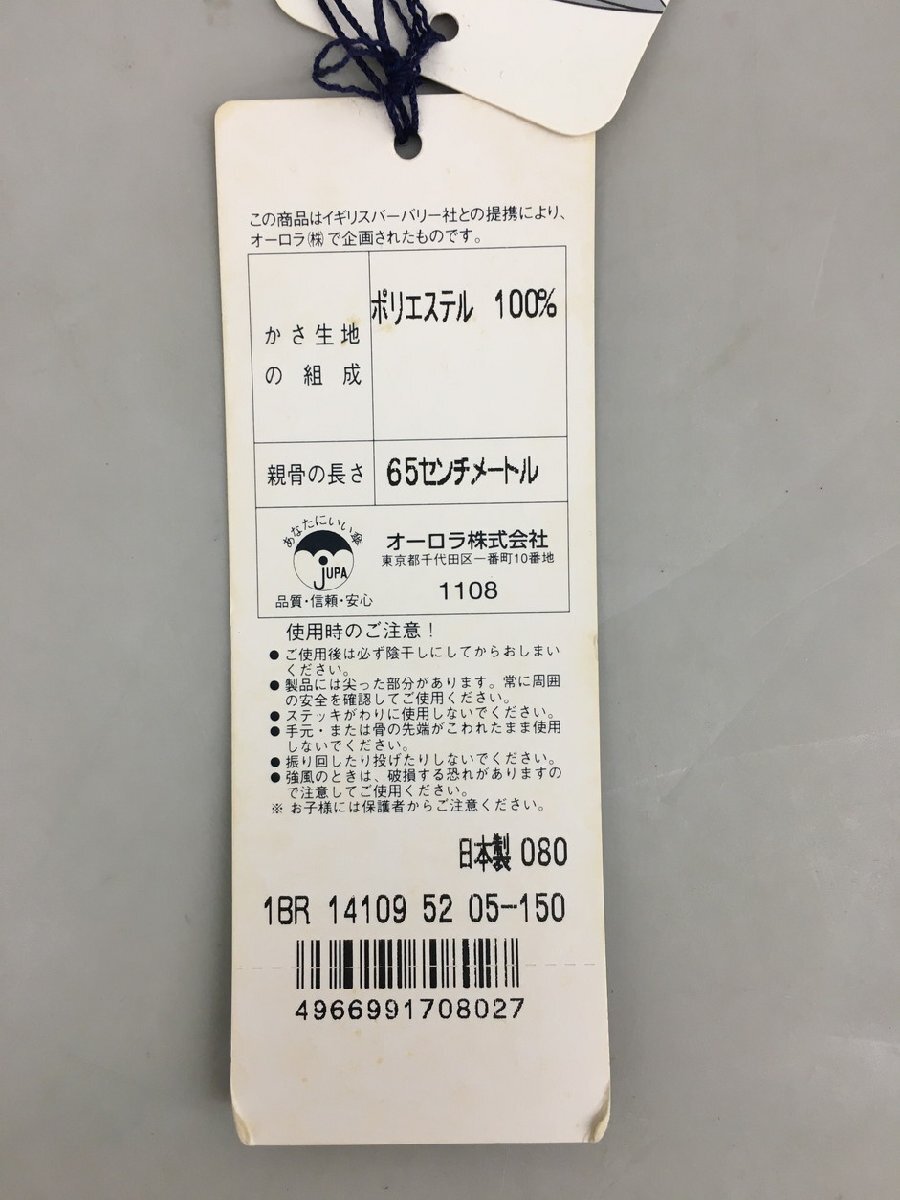 この商品はイギリスバーバリー社との提携により、
オーロラ㈱で企画されたものです。
かさ生地
の組成
ポリエステル 100%
親骨の長さ
65センチメートル
あなたにいい傘
JUPA
品質・信頼・安心
オーロラ株式会社
東京都千代田区一番町10番地
1108
使用時のご注意!
●ご使用後は必ず陰干しにしてからおしまい
ください。
●製品には尖った部分があります。常に周囲
の安全を確認してご使用ください。
●ステッキがわりに使用しないでください。
●手元・または骨の先端がこわれたまま使用
しないでください。
●振り回したり投げたりしないでください。
●強風のときは、破損する恐れがありますの
で注意してご使用ください。
※お子様には保護者からご注意ください。
日本製 080
1BR 14109 52 05-150
4966991708027